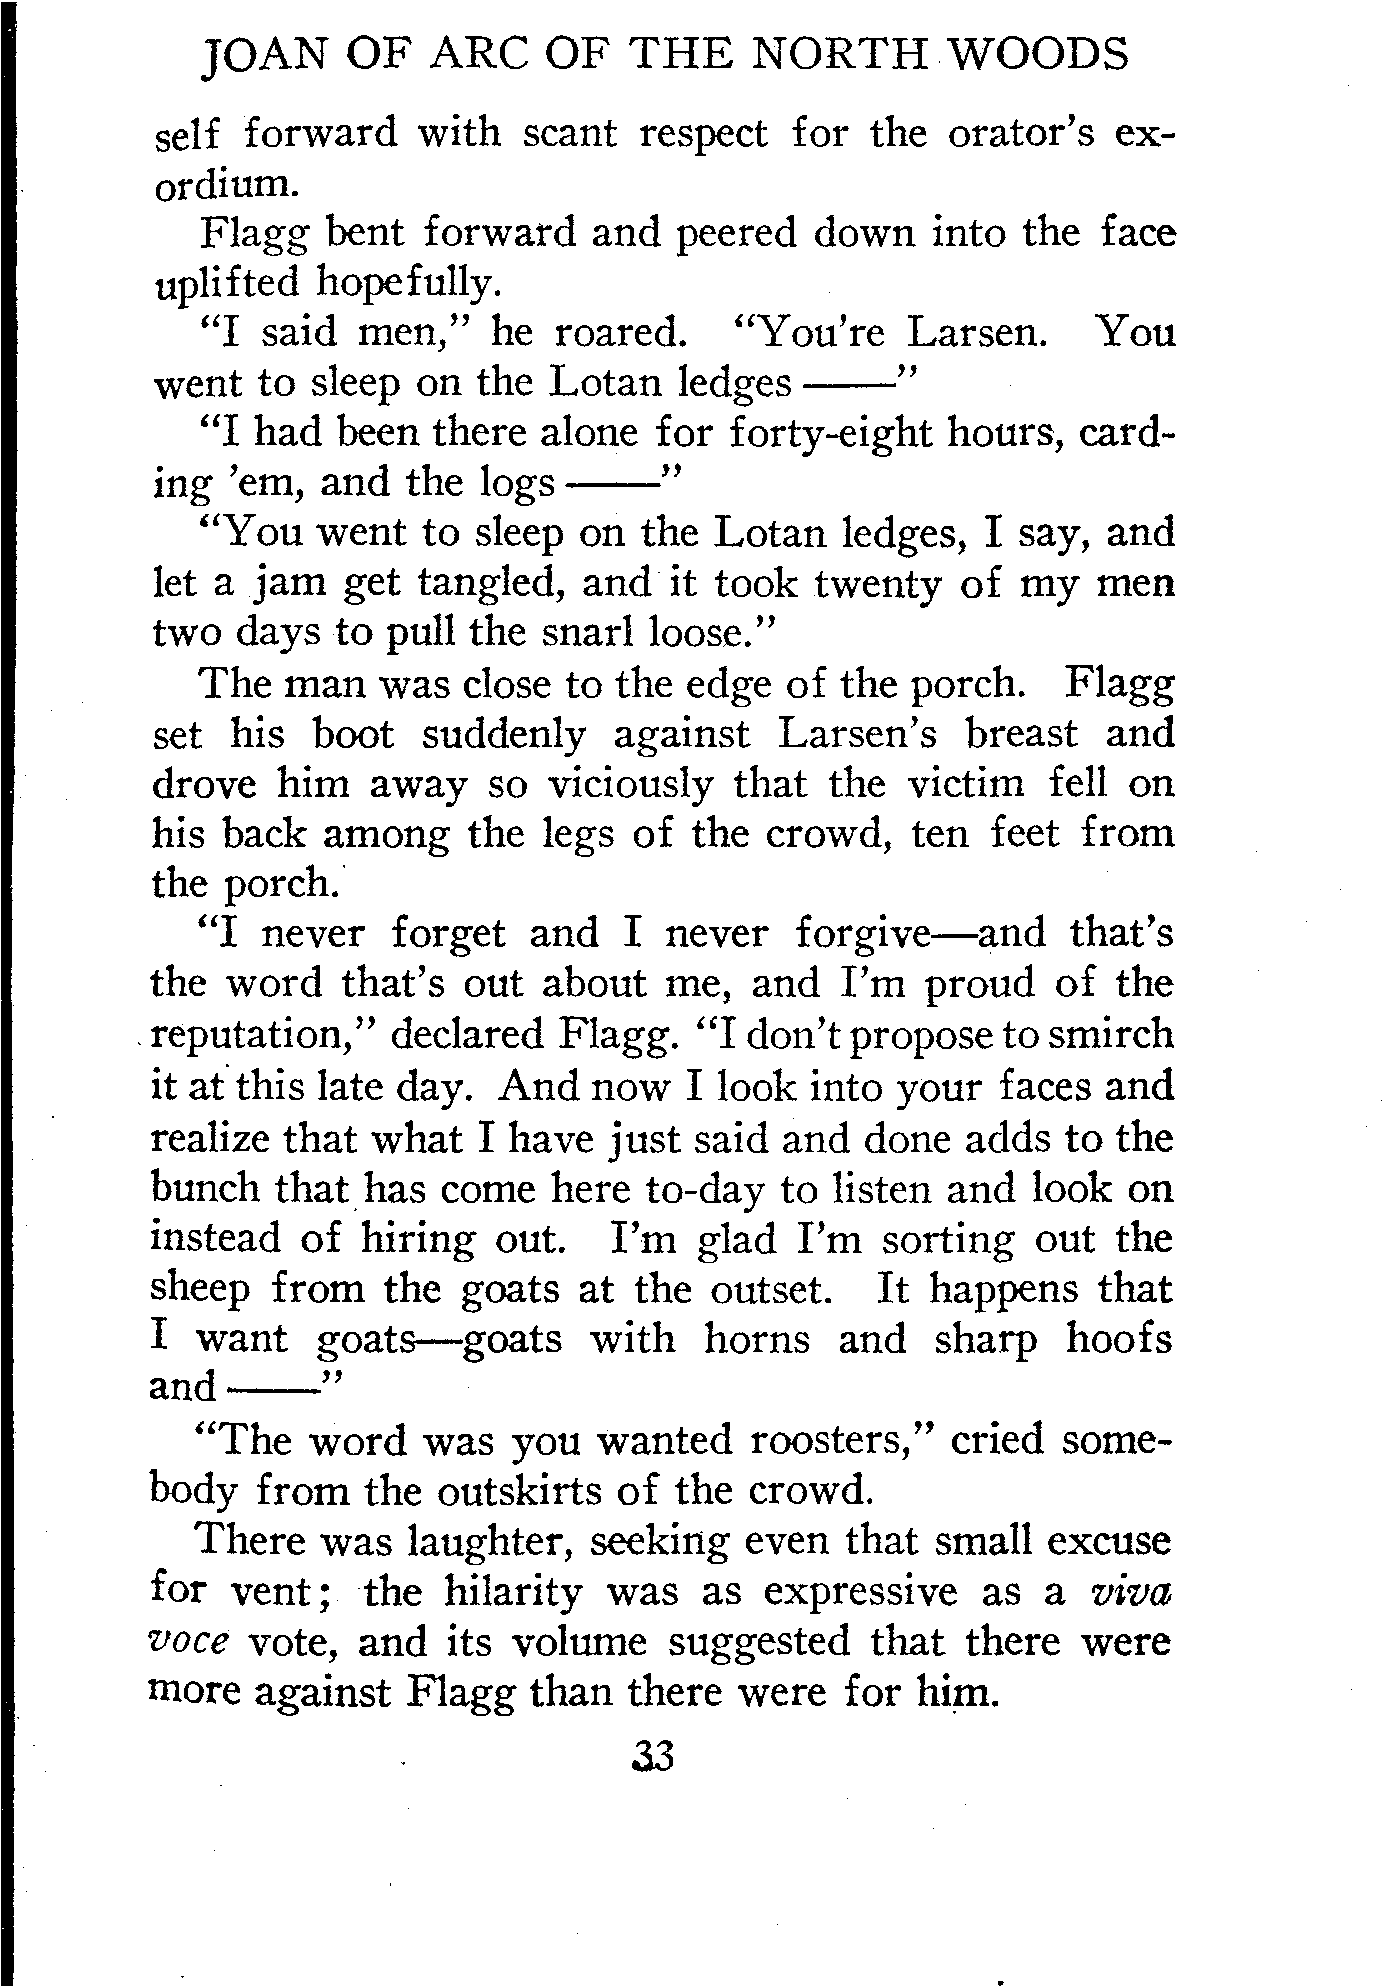 JOAN OF ARC OF THE NORTH WOODS
self forward with scant respect for the orator's ex-
ordium.
Flagg bent forward and peered down into the face
uplifted hopefully.
"I said men," he roared. "You're Larsen. You
went to sleep on the Lotan ledges ——"
"I had been there alone for forty-eight hours, card-
ing 'em, and the logs ——"
"You went to sleep on the Lotan ledges, I say, and
let a jam get tangled, and it took twenty of my men
two days to pull the snarl loose."
The man was close to the edge of the porch. Flagg
set his boot suddenly against Larsen's breast and
drove him away so viciously that the victim fell on
his back among the legs of the crowd, ten feet from
the porch.
"I never forget and I never forgive—and that's
the word that's out about me, and I'm proud of the
reputation," declared Flagg. "I don't propose to smirch
it at this late day. And now I look into your faces and
realize that what I have just said and done adds to the
bunch that has come here to-day to listen and look on
instead of hiring out. I'm glad I'm sorting out the
sheep from the goats at the outset. It happens that
I want goats—goats with horns and sharp hoofs
and ——"
"The word was you wanted roosters," cried some-
body from the outskirts of the crowd.
There was laughter, seeking even that small excuse
for vent; the hilarity was as expressive as a viva
voce vote, and its volume suggested that there were
more against Flagg than there were for him.
33